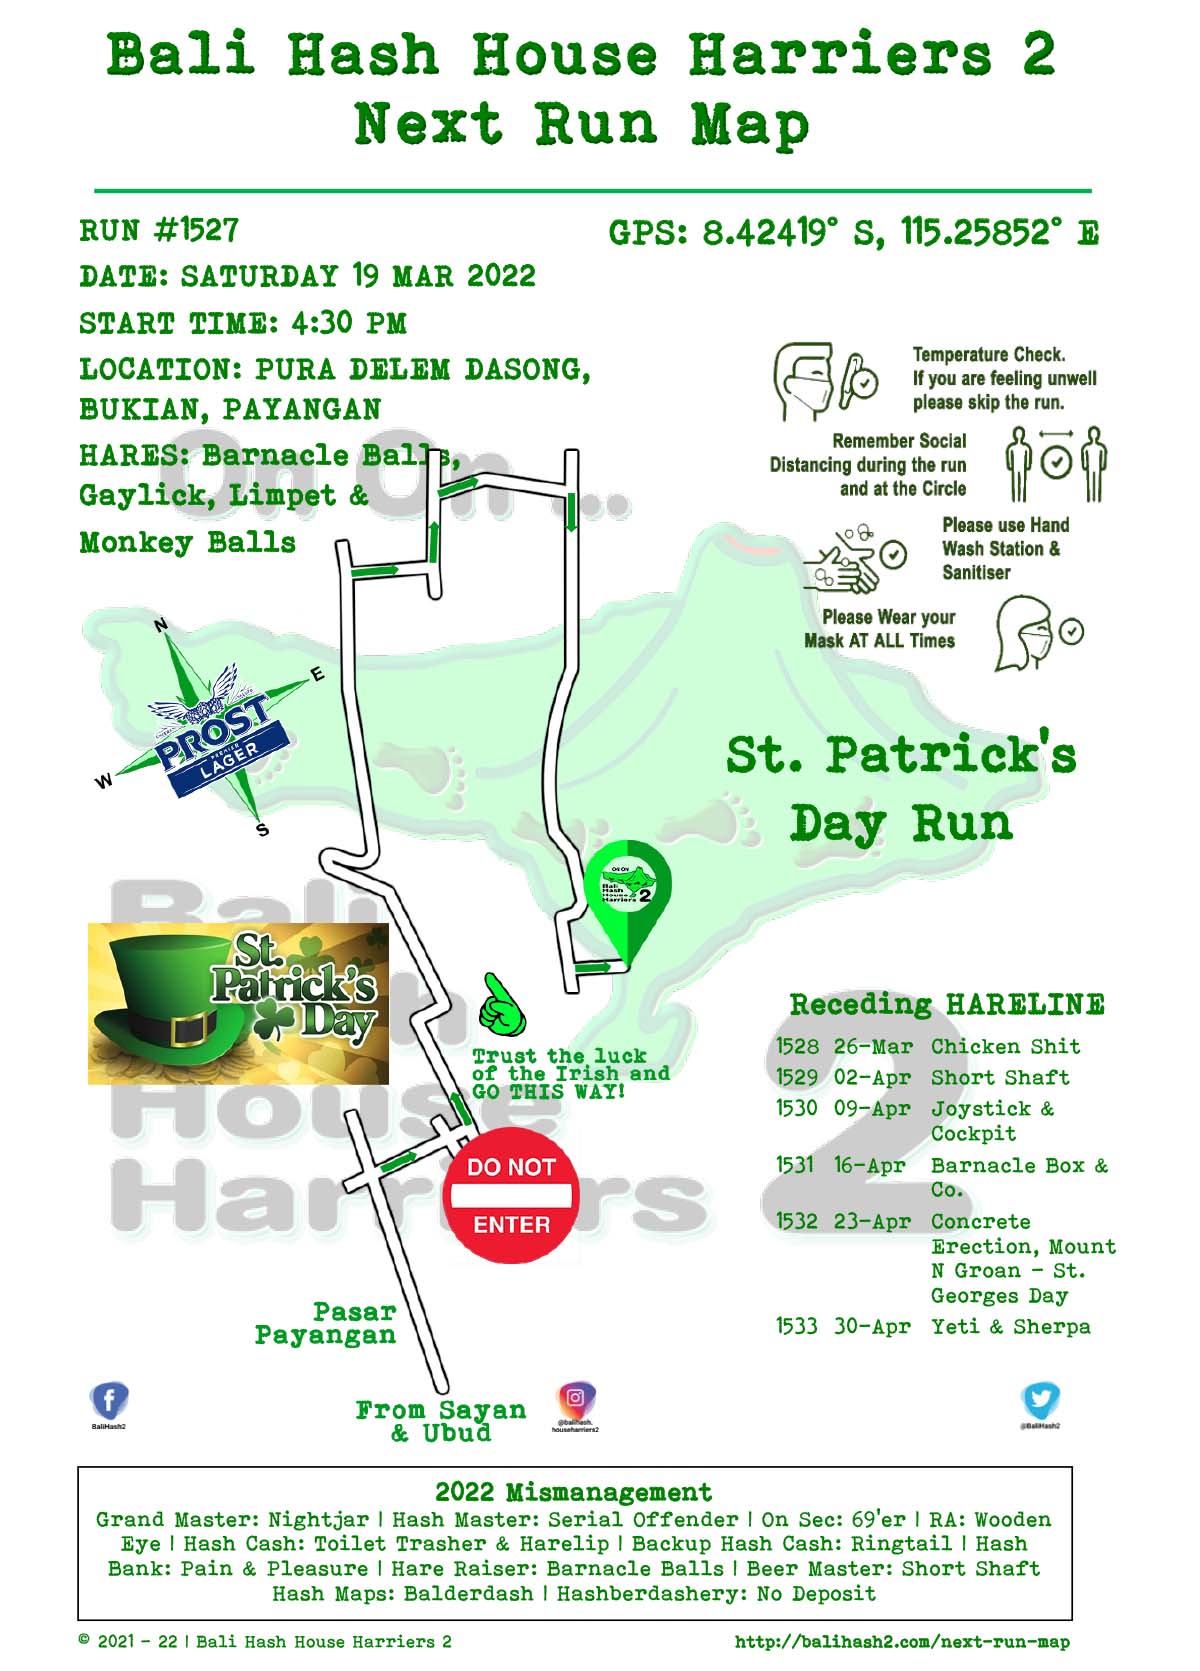 Bali Hash House Harriers 2
Next Run Map
RUN #1527
GPS: 8.42419° S, 115.25852° E
DATE: SATURDAY 19 MAR 2022
START TIME: 4:30 PM
LOCATION: PURA DELEM DASONG,
BUKIAN, PAYANGAN
HARES: Barnacle Balls,
Gaylick, Limpet &
Monkey Balls
On On ...
Temperature Check.
If you are feeling unwell
please skip the run.
Remember Social
Distancing during the run
and at the Circle
Please use Hand
Wash Station &
Sanitiser
Please Wear your
Mask AT ALL Times
N
E
W
S
PROST
PREMIER
LAGER
St. Patrick's
Day Run
ON ON
Bali
Hash
House
Harriers 2
Bali
Hash
House
Harriers 2
St.
Patrick's
Day
Trust the luck
of the Irish and
GO THIS WAY!
DO NOT
ENTER
Pasar
Payangan
From Sayan
& Ubud
Receding HARELINE
1528 26-Mar Chicken Shit
1529 02-Apr Short Shaft
1530 09-Apr Joystick &
Cockpit
1531 16-Apr Barnacle Box &
Co.
1532 23-Apr Concrete
Erection, Mount
N Groan - St.
Georges Day
1533 30-Apr Yeti & Sherpa
BaliHash2
@balihash.
househarriers2
@BaliHash2
2022 Mismanagement
Grand Master: Nightjar | Hash Master: Serial Offender | On Sec: 69'er | RA: Wooden
Eye | Hash Cash: Toilet Trasher & Harelip | Backup Hash Cash: Ringtail | Hash
Bank: Pain & Pleasure | Hare Raiser: Barnacle Balls | Beer Master: Short Shaft
Hash Maps: Balderdash | Hashberdashery: No Deposit
© 2021 - 22 | Bali Hash House Harriers 2
http://balihash2.com/next-run-map